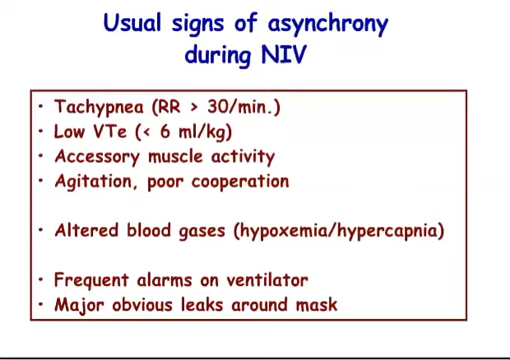 Usual signs of asynchrony
during NIV
• Tachypnea (RR > 30/min.)
• Low VTe (< 6 ml/kg)
• Accessory muscle activity
• Agitation, poor cooperation
• Altered blood gases (hypoxemia/hypercapnia)
• Frequent alarms on ventilator
• Major obvious leaks around mask